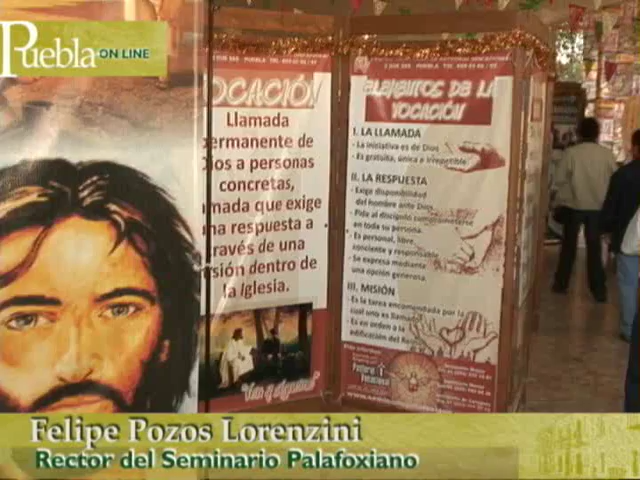 Puebla ON LINE
VOCACIÓN
Llamada
permanente de
Dios a personas
concretas,
llamada que exige
una respuesta a
través de una
misión dentro de
la Iglesia.
"Ven y sígueme"
ELEMENTOS DE LA
VOCACIÓN
I. LA LLAMADA
- La iniciativa es de Dios
- Es gratuita, única e irrepetible
II. LA RESPUESTA
- Exige disponibilidad
del hombre ante Dios
- Pide al discípulo comprometerse
en toda su persona.
- Es personal, libre,
conciente y responsable
- Se expresa mediante
una opción generosa.
III. MISIÓN
- Es la tarea encomendada por la
cual uno es llamado
- Es en orden a la
edificación del Reino
Pastoral
Vocacional
Felipe Pozos Lorenzini
Rector del Seminario Palafoxiano